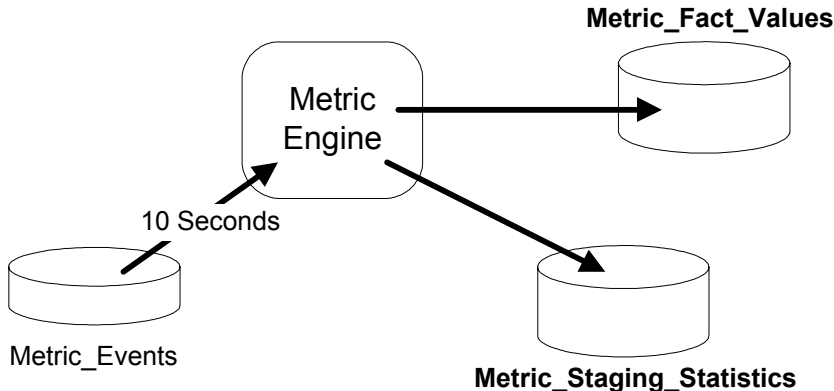 Metric_Fact_Values
Metric
Engine
10 Seconds
Metric_Events
Metric_Staging_Statistics